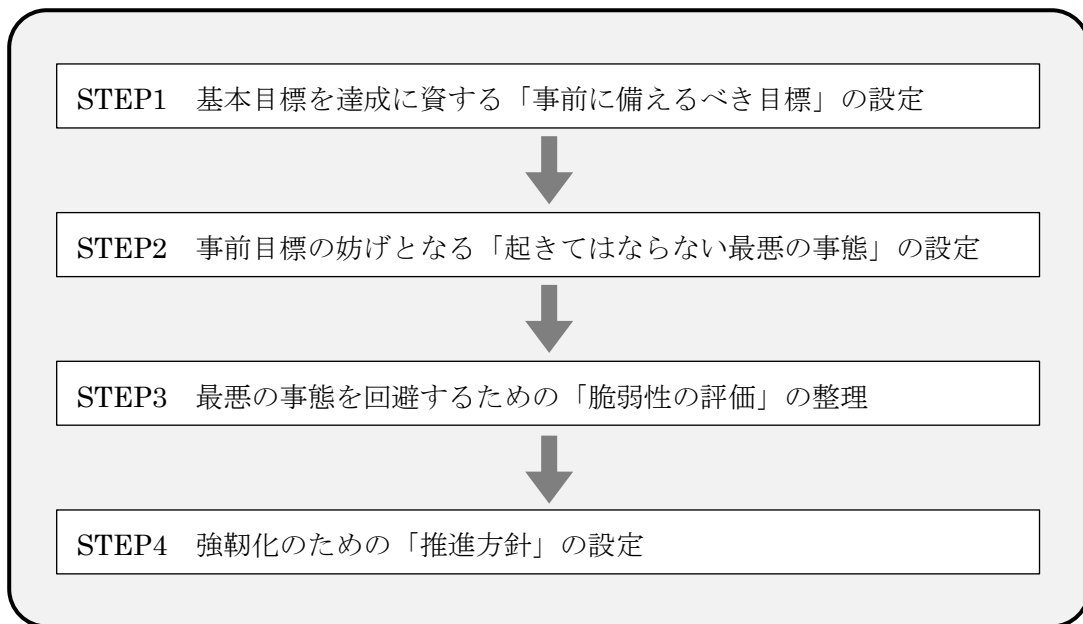 STEP1 基本目標を達成に資する「事前に備えるべき目標」の設定
STEP2 事前目標の妨げとなる「起きてはならない最悪の事態」の設定
STEP3 最悪の事態を回避するための「脆弱性の評価」の整理
STEP4 強靱化のための「推進方針」の設定